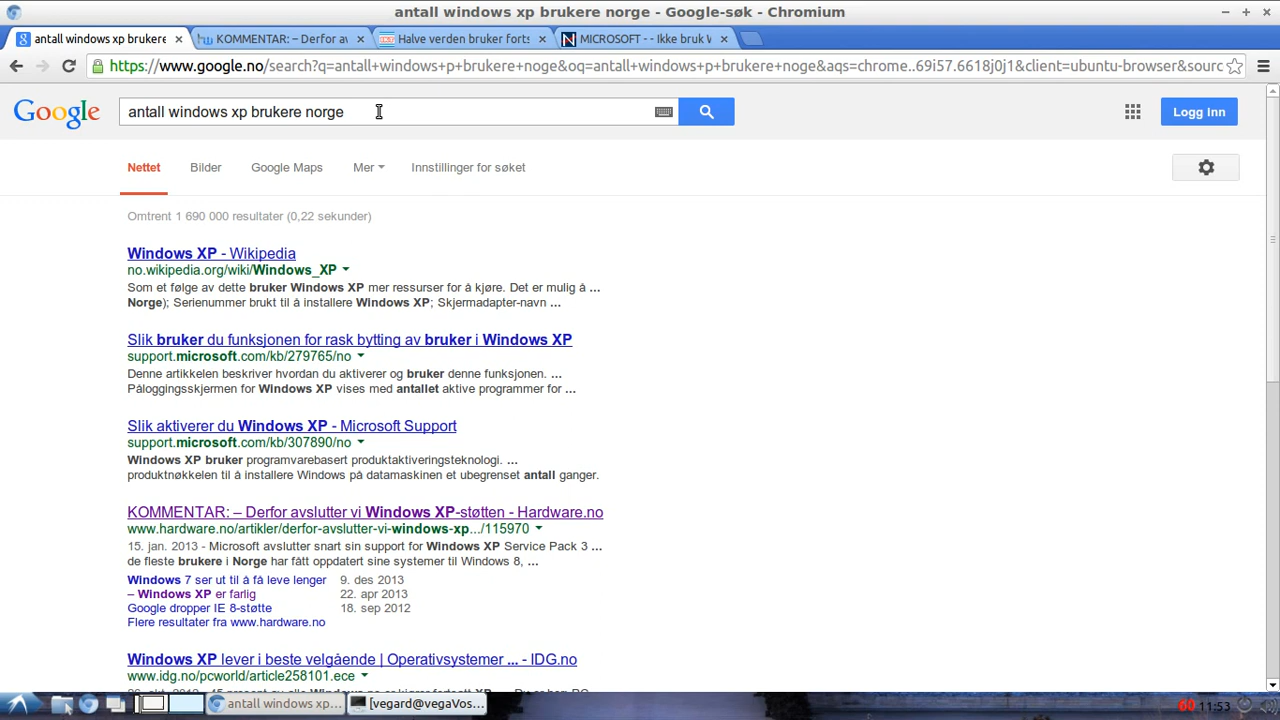 antall windows xp brukere norge - Google-søk - Chromium
antall windows xp brukere
KOMMENTAR: – Derfor av
Halve verden bruker forts
MICROSOFT - - Ikke bruk W
https://www.google.no/search?q=antall+windows+p+brukere+noge&oq=antall+windows+p+brukere+noge&aqs=chrome..69i57.6618j0j1&client=ubuntu-browser&sourc
Google
antall windows xp brukere norge
Logg inn
Nettet Bilder Google Maps Mer Innstillinger for søket
Omtrent 1 690 000 resultater (0,22 sekunder)
Windows XP - Wikipedia
no.wikipedia.org/wiki/Windows_XP
Som et følge av dette bruker Windows XP mer ressurser for å kjøre. Det er mulig å ...
Norge); Serienummer brukt til å installere Windows XP; Skjermadapter-navn ...
Slik bruker du funksjonen for rask bytting av bruker i Windows XP
support.microsoft.com/kb/279765/no
Denne artikkelen beskriver hvordan du aktiverer og bruker denne funksjonen. ...
Påloggingsskjermen for Windows XP vises med antallet aktive programmer for ...
Slik aktiverer du Windows XP - Microsoft Support
support.microsoft.com/kb/307890/no
Windows XP bruker programvarebasert produktaktiveringsteknologi. ...
produktnøkkelen til å installere Windows på datamaskinen et ubegrenset antall ganger.
KOMMENTAR: – Derfor avslutter vi Windows XP-støtten - Hardware.no
www.hardware.no/artikler/derfor-avslutter-vi-windows-xp.../115970
15. jan. 2013 - Microsoft avslutter snart sin support for Windows XP Service Pack 3 ...
de fleste brukere i Norge har fått oppdatert sine systemer til Windows 8, ...
Windows 7 ser ut til å få leve lenger 9. des 2013
– Windows XP er farlig 22. apr 2013
Google dropper IE 8-støtte 18. sep 2012
Flere resultater fra www.hardware.no
Windows XP lever i beste velgående | Operativsystemer ... - IDG.no
www.idg.no/pcworld/article258101.ece
antall windows xp...
[vegard@vegaVos...
60
11:53